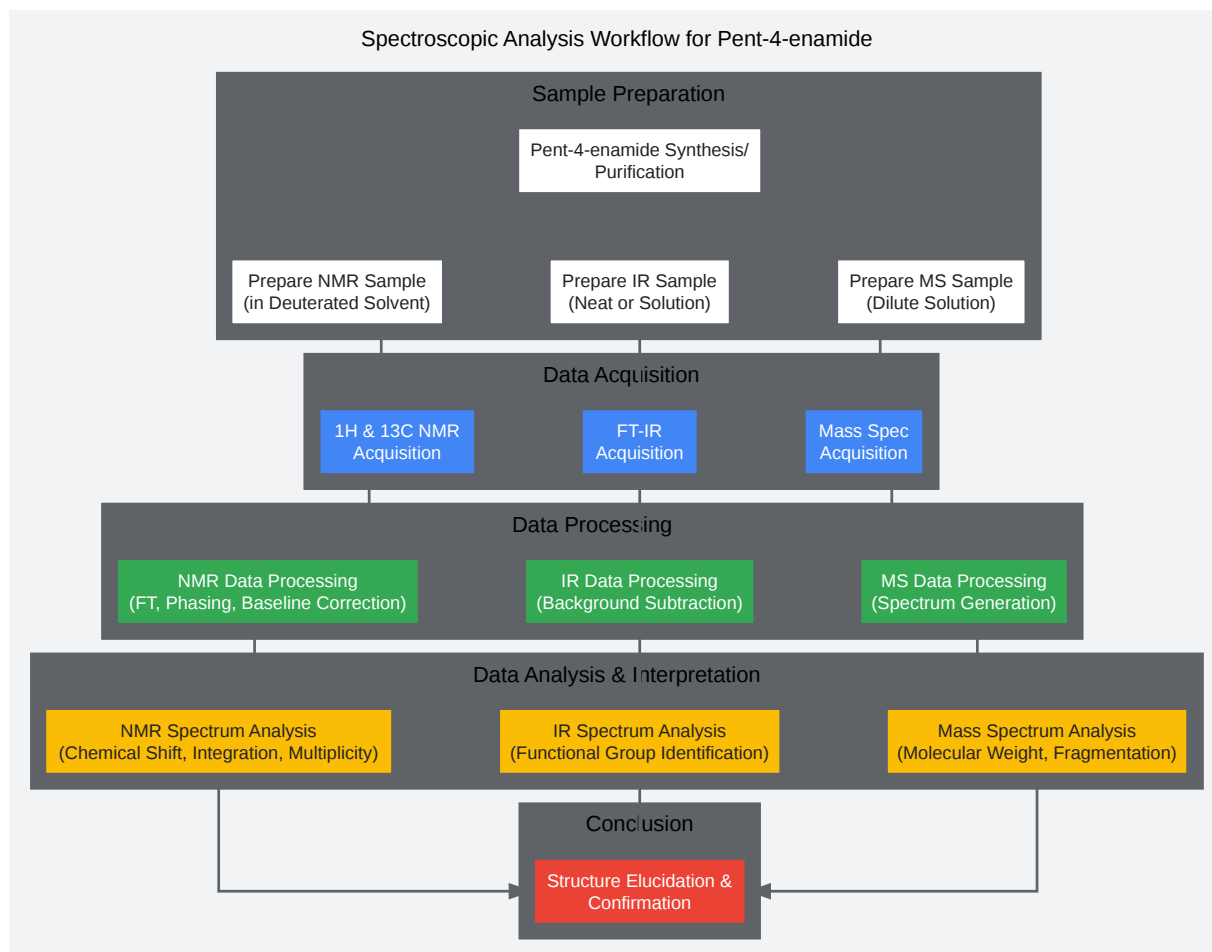 Spectroscopic Analysis Workflow for Pent-4-enamide
Sample Preparation
Pent-4-enamide Synthesis/
Purification
Prepare NMR Sample
(in Deuterated Solvent)
Prepare IR Sample
(Neat or Solution)
Prepare MS Sample
(Dilute Solution)
Data Acquisition
1H & 13C NMR
Acquisition
FT-IR
Acquisition
Mass Spec
Acquisition
Data Processing
NMR Data Processing
(FT, Phasing, Baseline Correction)
IR Data Processing
(Background Subtraction)
MS Data Processing
(Spectrum Generation)
Data Analysis & Interpretation
NMR Spectrum Analysis
(Chemical Shift, Integration, Multiplicity)
IR Spectrum Analysis
(Functional Group Identification)
Mass Spectrum Analysis
(Molecular Weight, Fragmentation)
Conclusion
Structure Elucidation &
Confirmation